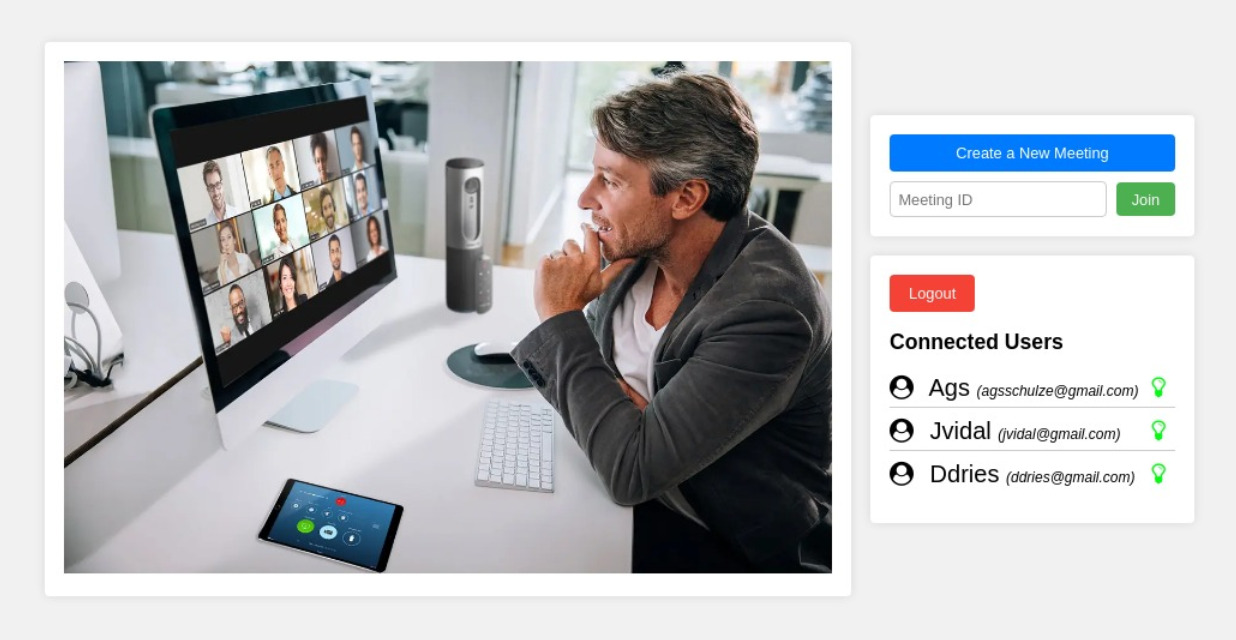 Create a New Meeting
Meeting ID
Join
Logout
Connected Users
Ags (agsschulze@gmail.com)
Jvidal (jvidal@gmail.com)
Ddries (ddries@gmail.com)